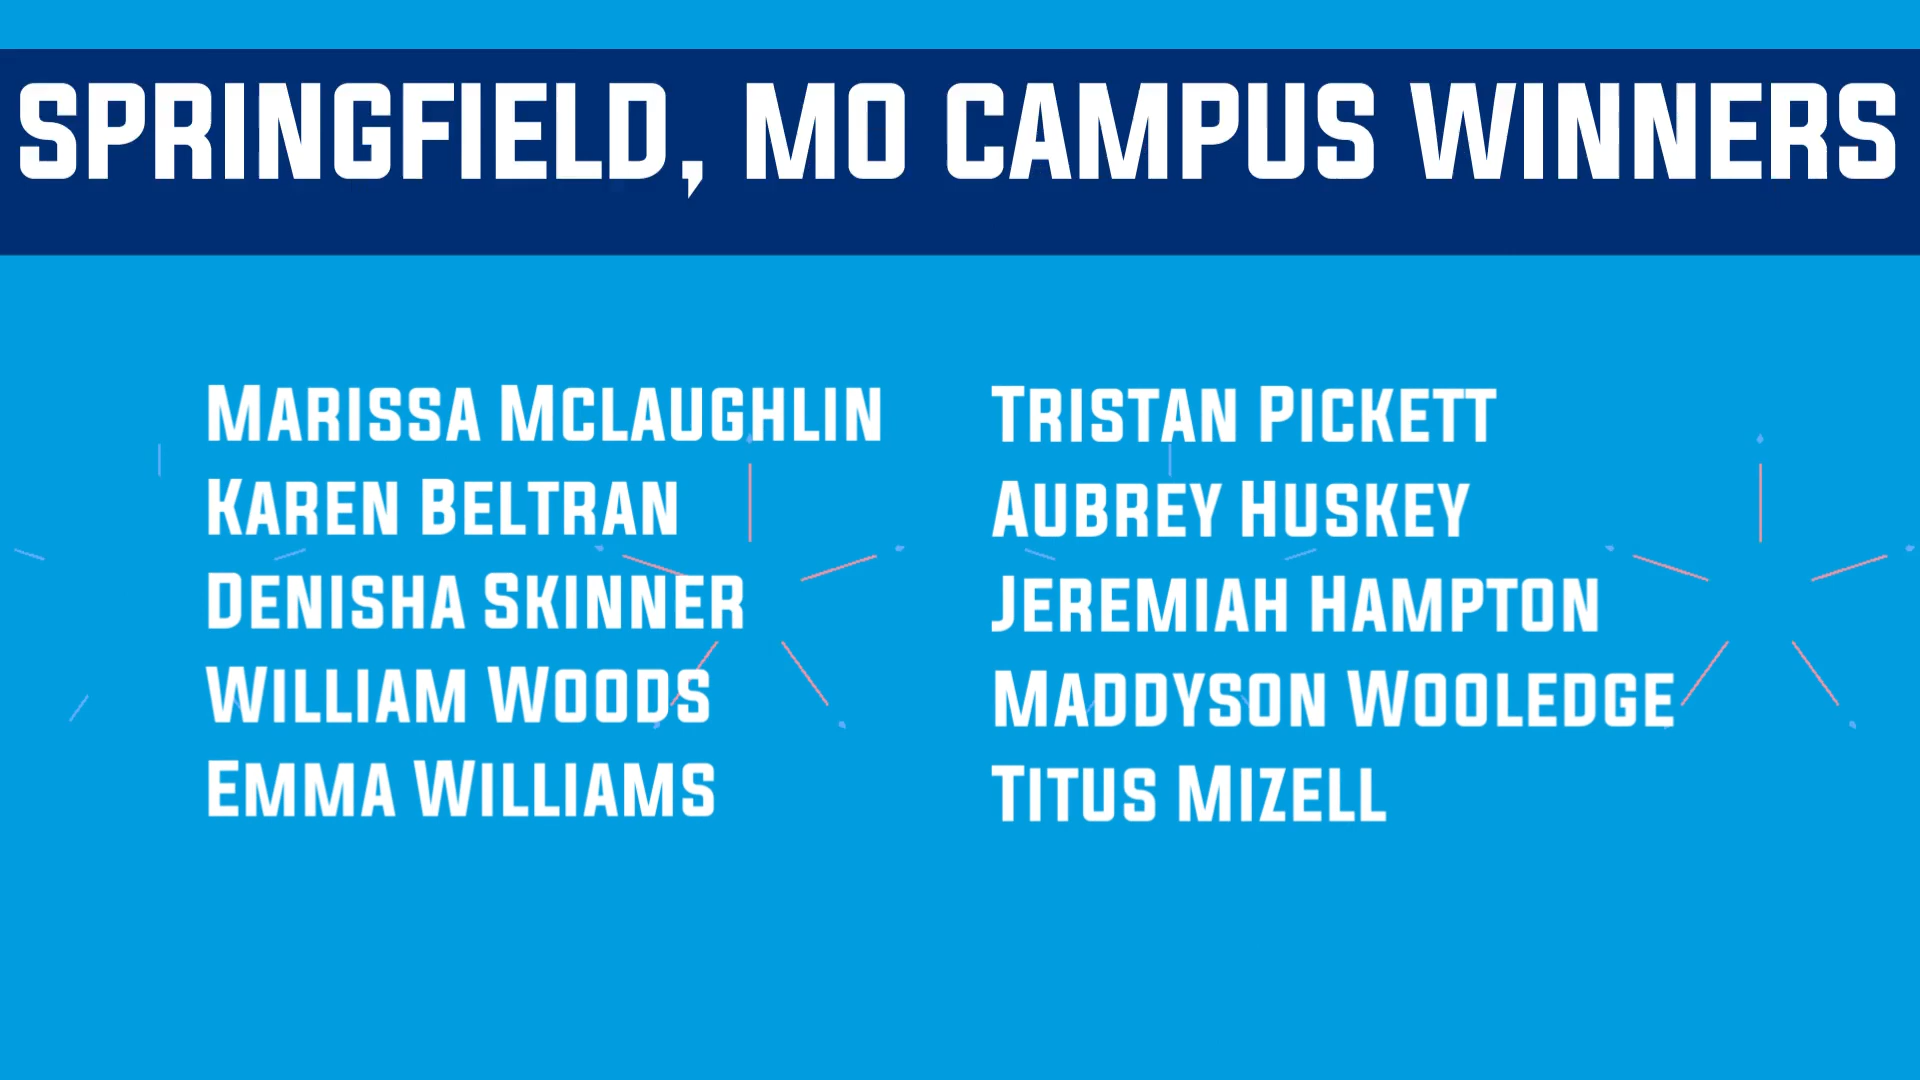 SPRINGFIELD, MO CAMPUS WINNERS
Marissa Mclaughlin
Karen Beltran
Denisha Skinner
William Woods
Emma Williams
Tristan Pickett
Aubrey Huskey
Jeremiah Hampton
Maddyson Wooledge
Titus Mizell